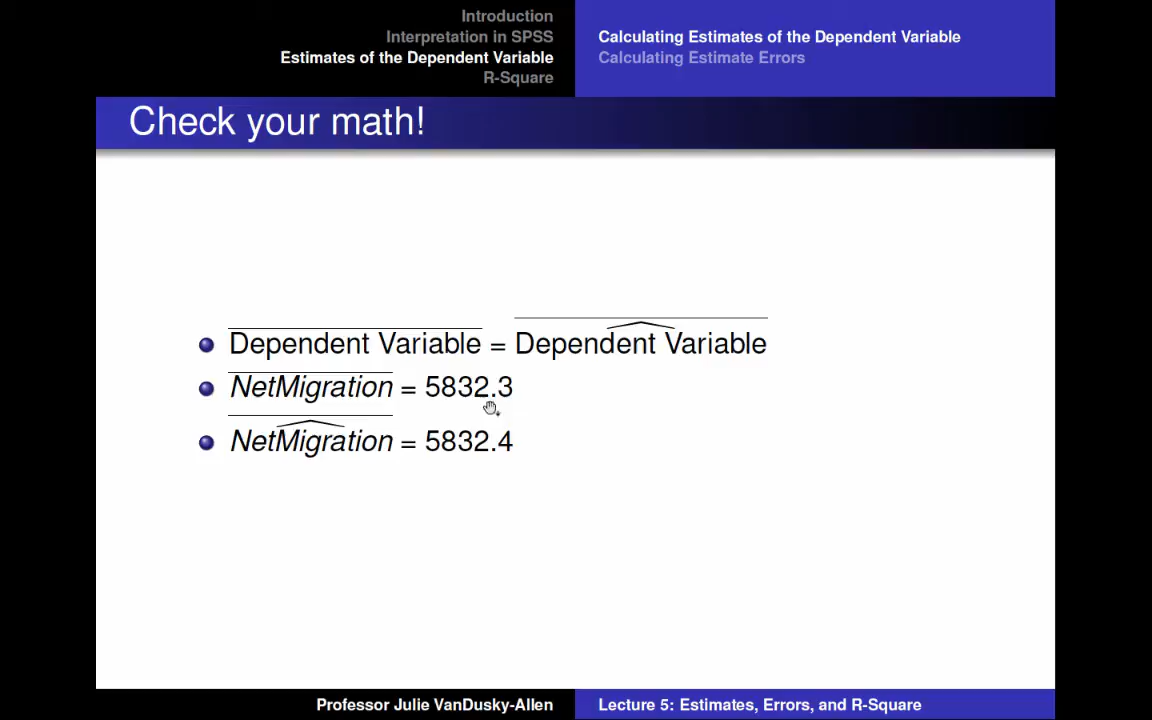 Introduction
Interpretation in SPSS
Estimates of the Dependent Variable
R-Square
Calculating Estimates of the Dependent Variable
Calculating Estimate Errors
Check your math!
Dependent Variable = Dependent Variable
NetMigration = 5832.3
NetMigration = 5832.4
Professor Julie VanDusky-Allen
Lecture 5: Estimates, Errors, and R-Square